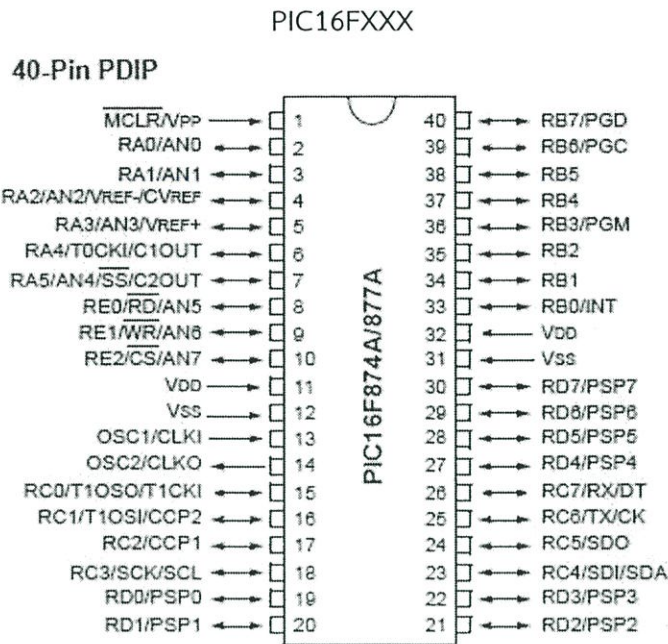 PIC16FXXX
40-Pin PDIP
MCLR/VPP 1 40 RB7/PGD
RA0/AN0 2 39 RB6/PGC
RA1/AN1 3 38 RB5
RA2/AN2/VREF-/CVREF 4 37 RB4
RA3/AN3/VREF+ 5 36 RB3/PGM
RA4/T0CKI/C1OUT 6 35 RB2
RA5/AN4/SS/C2OUT 7 34 RB1
RE0/RD/AN5 8 33 RB0/INT
RE1/WR/AN6 9 32 VDD
RE2/CS/AN7 10 31 VSS
VDD 11 30 RD7/PSP7
VSS 12 29 RD6/PSP6
OSC1/CLKI 13 28 RD5/PSP5
OSC2/CLKO 14 27 RD4/PSP4
RC0/T1OSO/T1CKI 15 26 RC7/RX/DT
RC1/T1OSI/CCP2 16 25 RC6/TX/CK
RC2/CCP1 17 24 RC5/SDO
RC3/SCK/SCL 18 23 RC4/SDI/SDA
RD0/PSP0 19 22 RD3/PSP3
RD1/PSP1 20 21 RD2/PSP2
PIC16F874A/877A